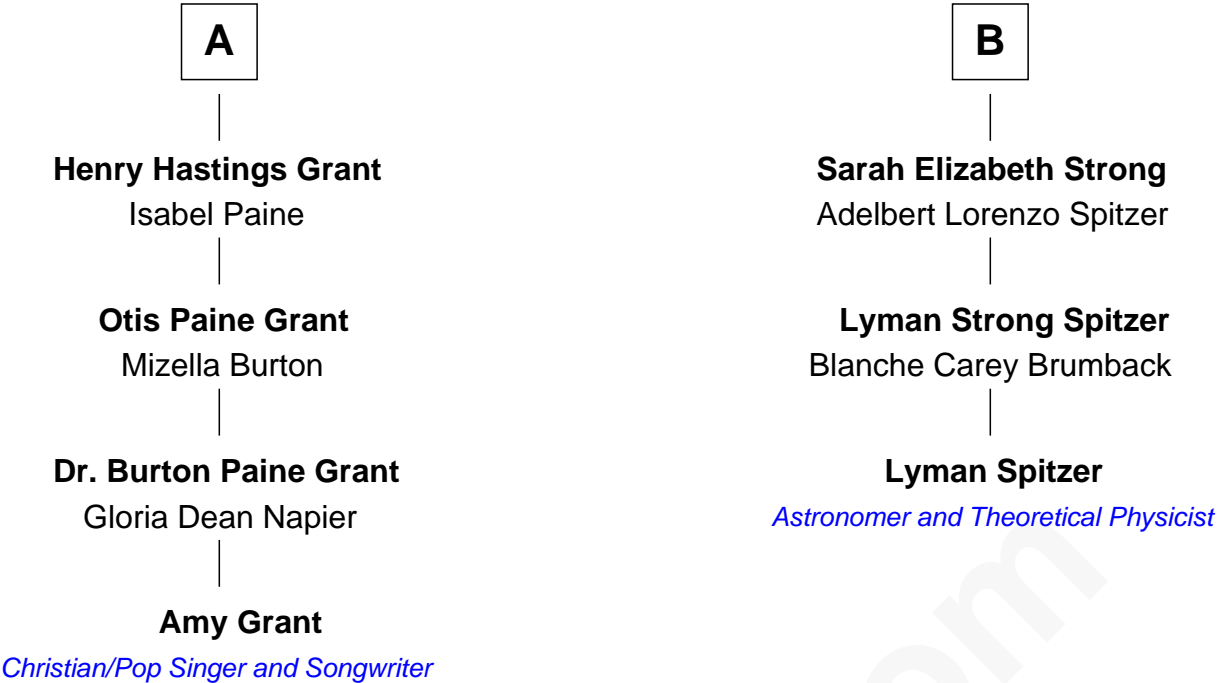 A
B
Henry Hastings Grant
Isabel Paine
Sarah Elizabeth Strong
Adelbert Lorenzo Spitzer
Otis Paine Grant
Mizella Burton
Lyman Strong Spitzer
Blanche Carey Brumback
Dr. Burton Paine Grant
Gloria Dean Napier
Lyman Spitzer
Astronomer and Theoretical Physicist
Amy Grant
Christian/Pop Singer and Songwriter
om